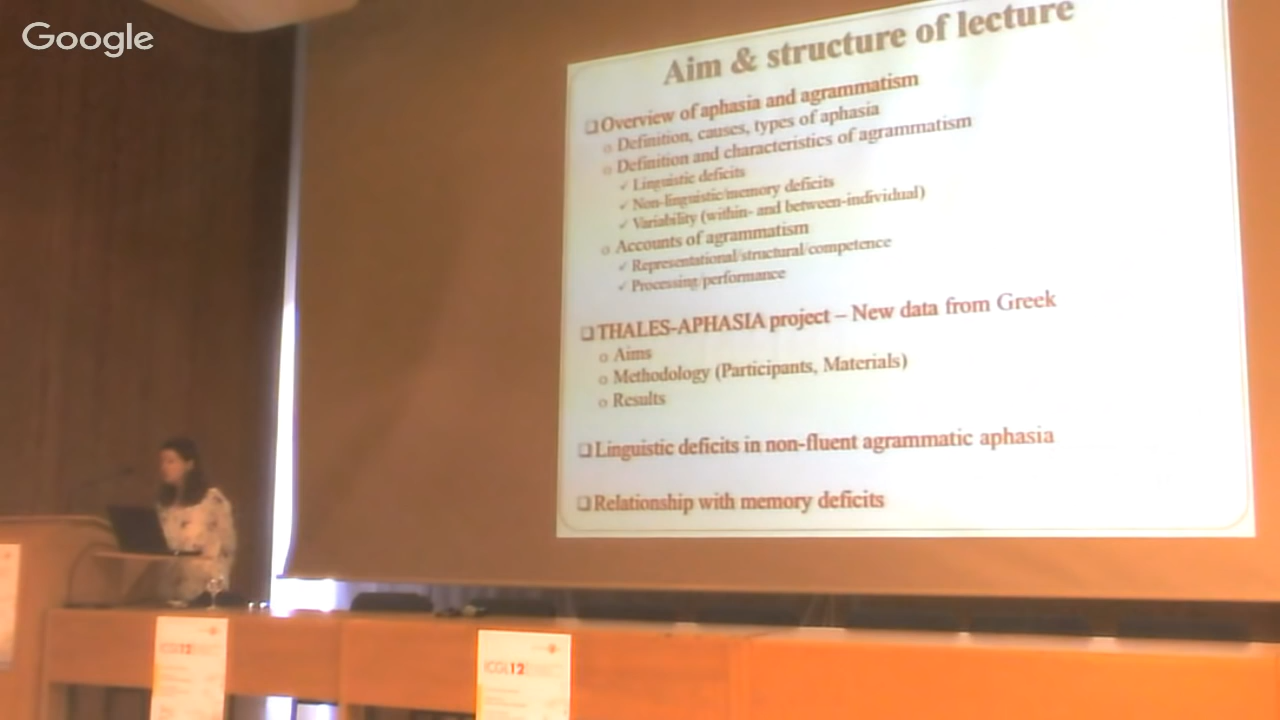 Google
Aim & structure of lecture
❑ Overview of aphasia and agrammatism
o Definition, causes, types of aphasia
o Definition and characteristics of agrammatism
✓ Linguistic deficits
✓ Non-linguistic/memory deficits
✓ Variability (within- and between-individual)
o Accounts of agrammatism
✓ Representational/structural/competence
✓ Processing/performance
❑ THALES-APHASIA project – New data from Greek
o Aims
o Methodology (Participants, Materials)
o Results
❑ Linguistic deficits in non-fluent agrammatic aphasia
❑ Relationship with memory deficits
ICGL12
ICGL12